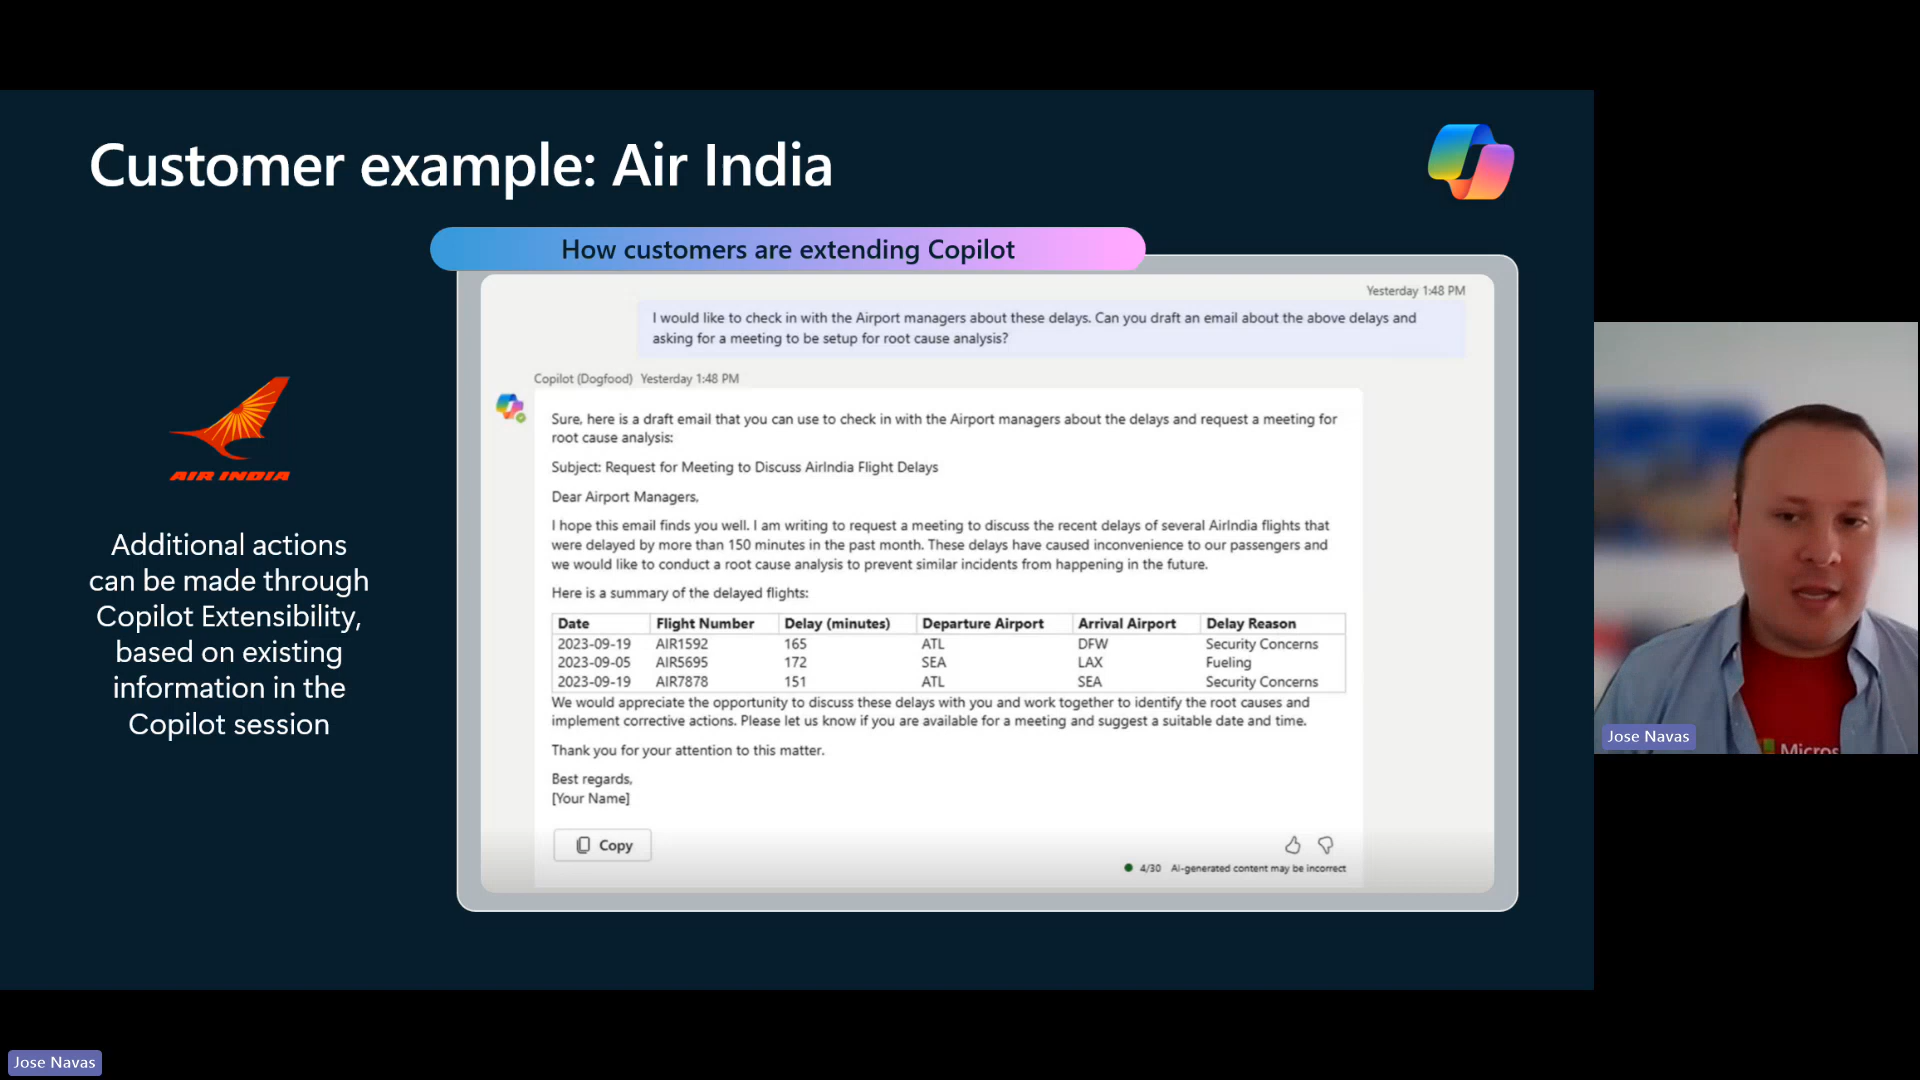 Customer example: Air India
How customers are extending Copilot
Yesterday 1:48 PM
I would like to check in with the Airport managers about these delays. Can you draft an email about the above delays and
asking for a meeting to be setup for root cause analysis?
Copilot (Dogfood) Yesterday 1:48 PM
Sure, here is a draft email that you can use to check in with the Airport managers about the delays and request a meeting for
root cause analysis:
Subject: Request for Meeting to Discuss AirIndia Flight Delays
Dear Airport Managers,
I hope this email finds you well. I am writing to request a meeting to discuss the recent delays of several AirIndia flights that
were delayed by more than 150 minutes in the past month. These delays have caused inconvenience to our passengers and
we would like to conduct a root cause analysis to prevent similar incidents from happening in the future.
Here is a summary of the delayed flights:
Date Flight Number Delay (minutes) Departure Airport Arrival Airport Delay Reason
2023-09-19 AIR1592 165 ATL DFW Security Concerns
2023-09-05 AIR5695 172 SEA LAX Fueling
2023-09-19 AIR7878 151 ATL SEA Security Concerns
We would appreciate the opportunity to discuss these delays with you and work together to identify the root causes and
implement corrective actions. Please let us know if you are available for a meeting and suggest a suitable date and time.
Thank you for your attention to this matter.
Best regards,
[Your Name]
Copy
4/30 AI-generated content may be incorrect
AIR INDIA
Additional actions
can be made through
Copilot Extensibility,
based on existing
information in the
Copilot session
Jose Navas
Micros
Jose Navas